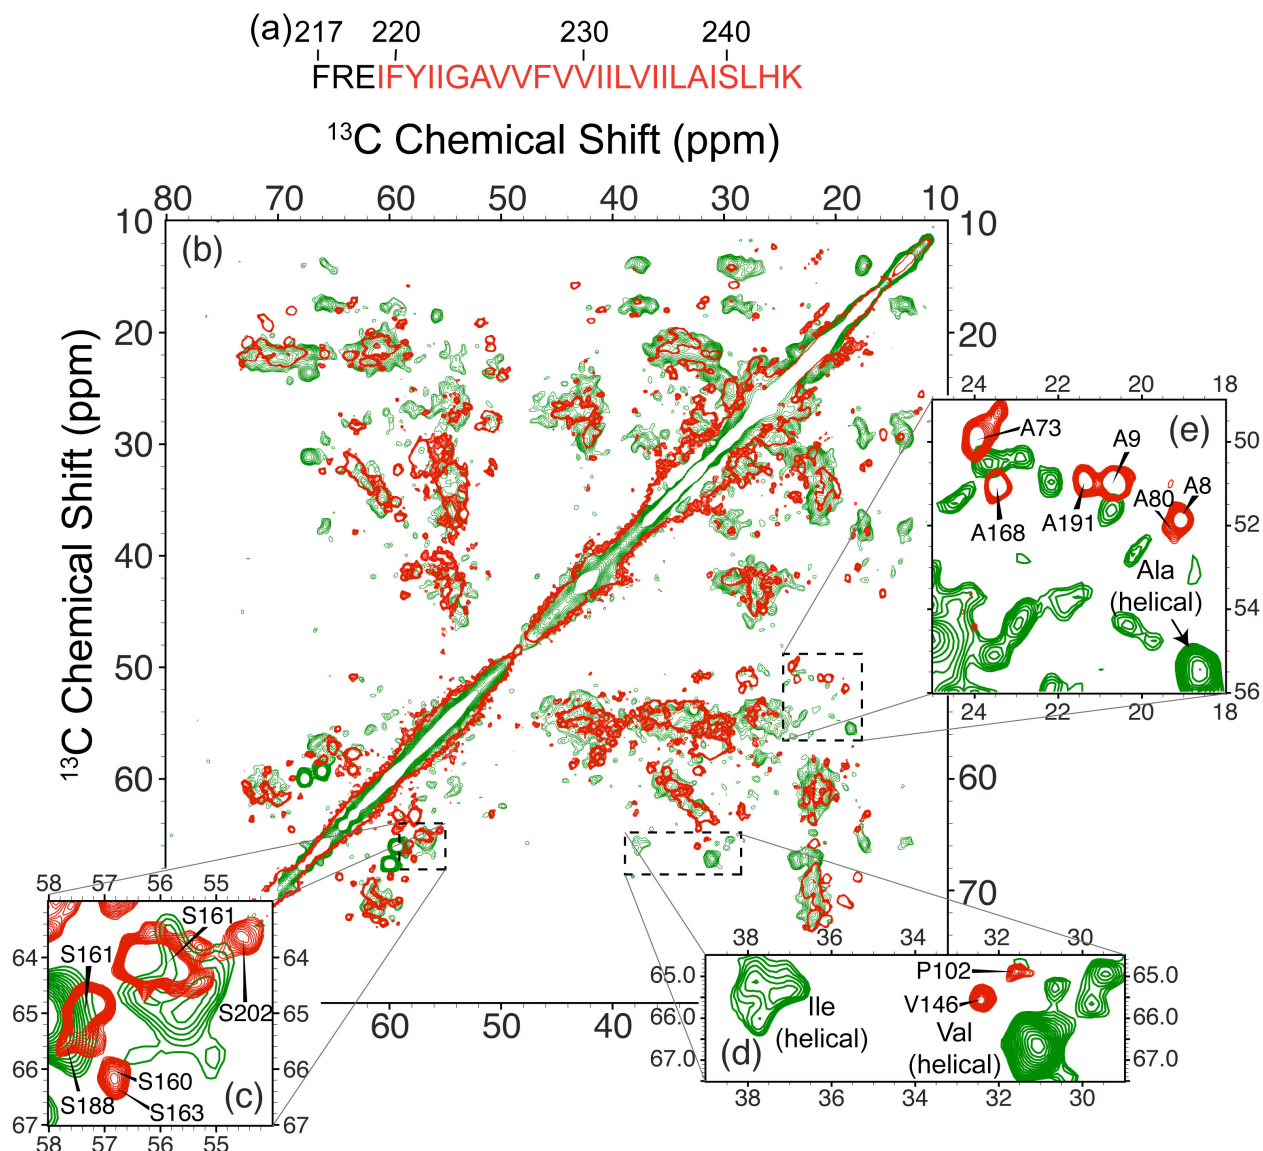 (a) 217 220 230 240
FREIFYIIGAVVFVVIILVIILAISLHK
13C Chemical Shift (ppm)
80 70 60 50 40 30 20 10
10 (b) 10
20 20
24 22 20 18
30
A73 A9 (e) 50
A80 A8
A168 A191 52
40
Ala
(helical) 54
50
56
24 22 20 18
60 60
70
13C Chemical Shift (ppm)
58 57 56 55
S161
64 S161 64
S202
65 65
66 S160 66
S188 S163 (c)
67 67
58 57 56 55
60 50 40
38 36 34 32 30
65.0 P102 65.0
Ile V146
66.0 (helical) Val 66.0
67.0 (d) (helical) 67.0
38 36 34 32 30